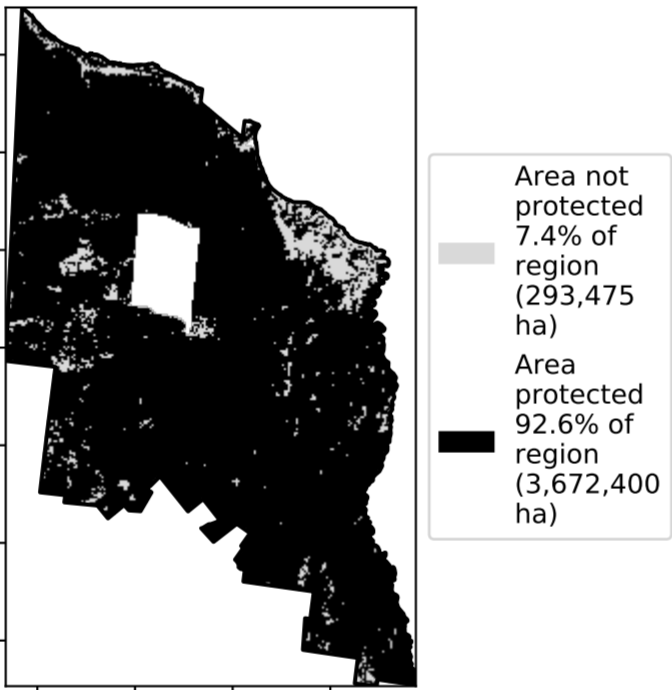 Area not
protected
7.4% of
region
(293,475
ha)
Area
protected
92.6% of
region
(3,672,400
ha)